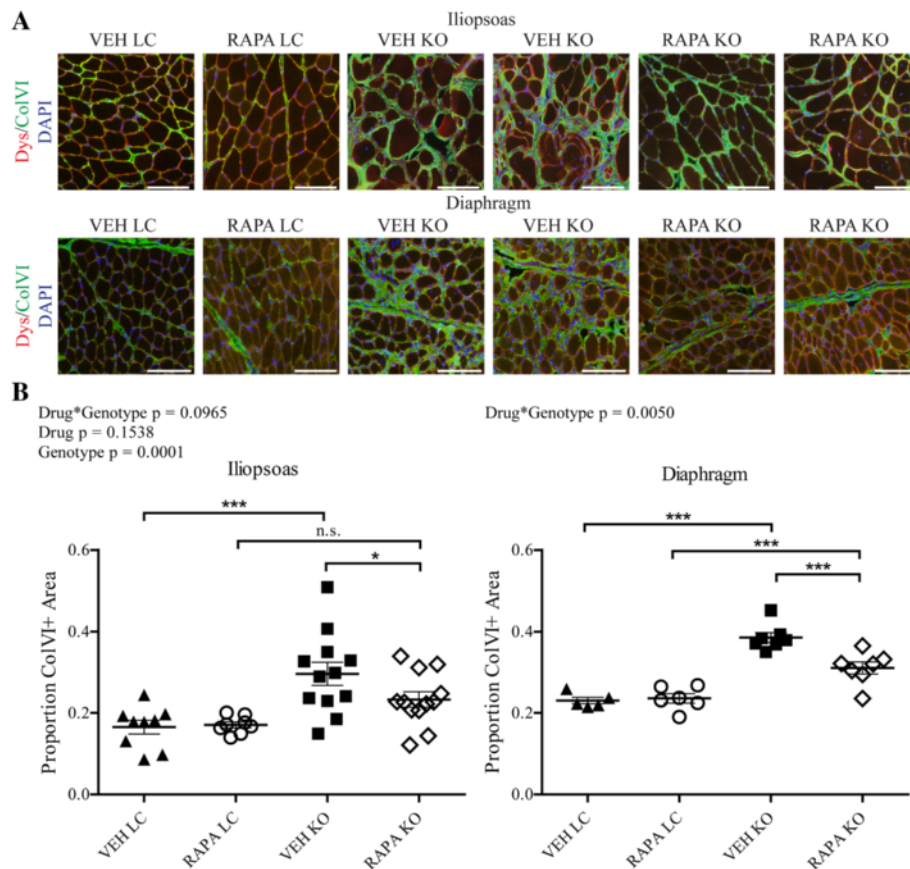 A
Iliopsoas
VEH LC RAPA LC VEH KO VEH KO RAPA KO RAPA KO
Dys/ColVI
DAPI
Diaphragm
VEH LC RAPA LC VEH KO VEH KO RAPA KO RAPA KO
Dys/ColVI
DAPI
B
Drug*Genotype p = 0.0965
Drug p = 0.1538
Genotype p = 0.0001
Iliopsoas
***
n.s.
*
0.6
0.4
0.2
0.0
Proportion ColVI+ Area
VEH LC
RAPA LC
VEH KO
RAPA KO
Drug*Genotype p = 0.0050
Diaphragm
***
***
***
0.6
0.4
0.2
0.0
Proportion ColVI+ Area
VEH LC
RAPA LC
VEH KO
RAPA KO